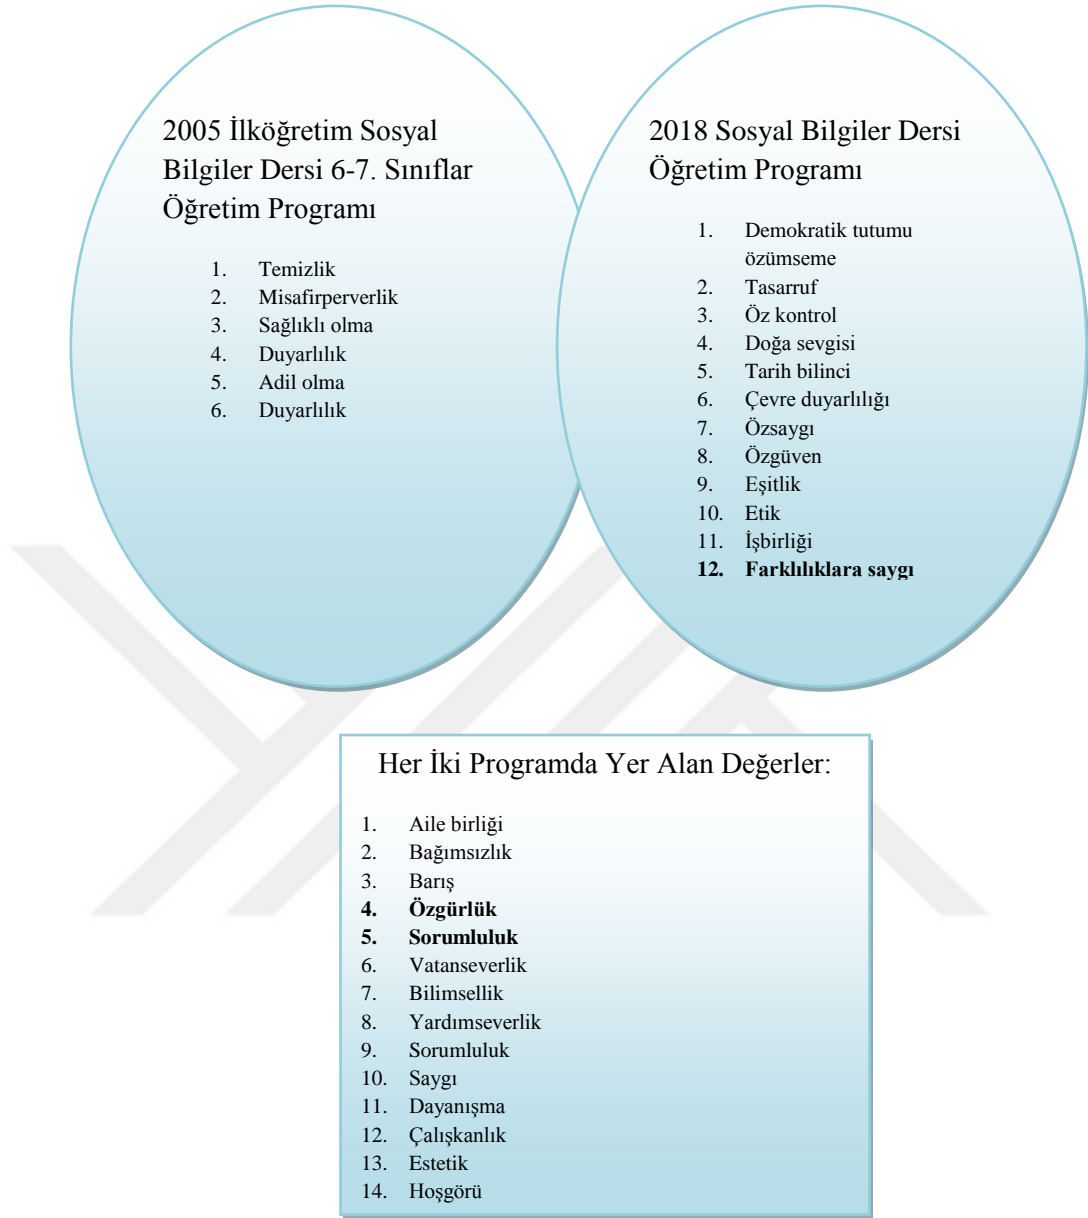 2005 İlköğretim Sosyal
Bilgiler Dersi 6-7. Sınıflar
Öğretim Programı
1. Temizlik
2. Misafirperverlik
3. Sağlıklı olma
4. Duyarlılık
5. Adil olma
6. Duyarlılık
2018 Sosyal Bilgiler Dersi
Öğretim Programı
1. Demokratik tutumu
özümseme
2. Tasarruf
3. Öz kontrol
4. Doğa sevgisi
5. Tarih bilinci
6. Çevre duyarlılığı
7. Özsaygı
8. Özgüven
9. Eşitlik
10. Etik
11. İşbirliği
12. Farklılıklara saygı
Her İki Programda Yer Alan Değerler:
1. Aile birliği
2. Bağımsızlık
3. Barış
4. Özgürlük
5. Sorumluluk
6. Vatanseverlik
7. Bilimsellik
8. Yardımseverlik
9. Sorumluluk
10. Saygı
11. Dayanışma
12. Çalışkanlık
13. Estetik
14. Hoşgörü